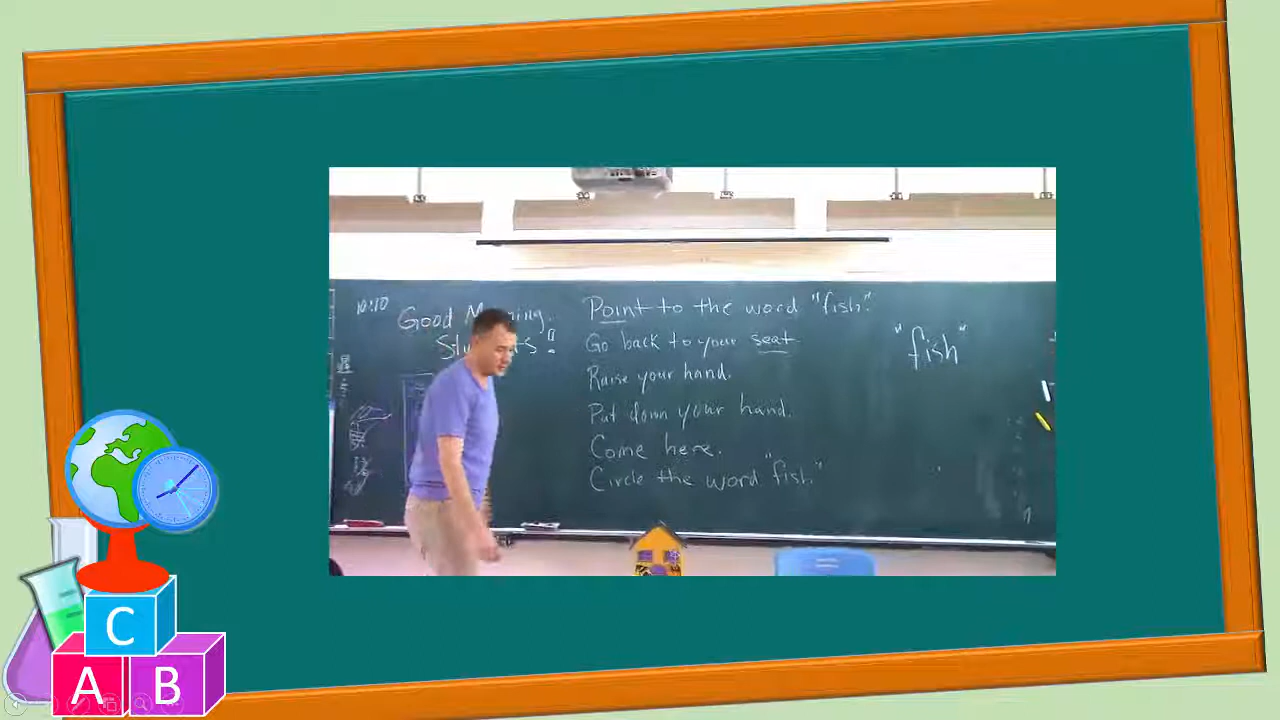 10:10
Good Morning.
Point to the word "fish".
Go back to your seat
Raise your hand.
Put down your hand.
Come here.
Circle the word "fish."
"fish"
C
A B